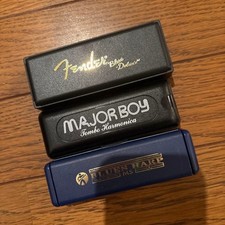 Fender
Blues
Deluxe
MAJOR BOY
Tombo Harmonica
BLUES HARP